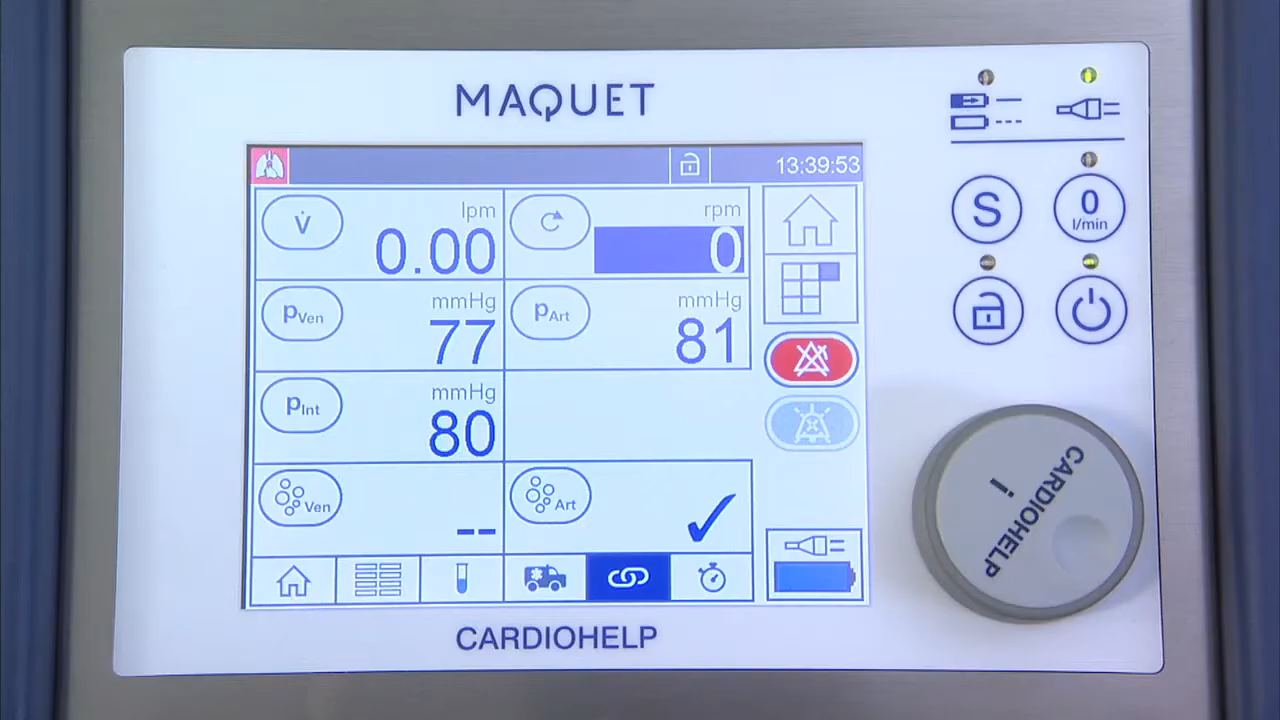 MAQUET
13:39:53
V̇ lpm 0.00
rpm 0
pVen mmHg 77
pArt mmHg 81
pInt mmHg 80
Ven --
Art
CARDIOHELP
S
0
l/min
CARDIOHELP
i